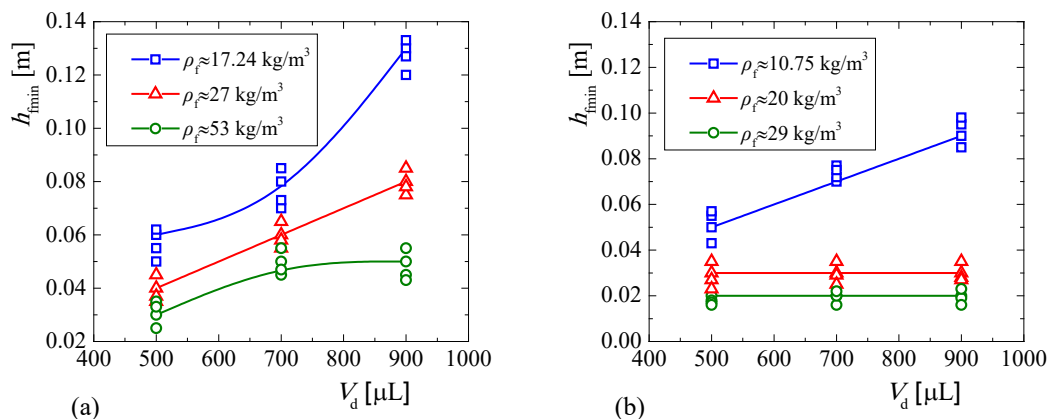 0.14
0.12
0.10
0.08
0.06
0.04
0.02
h_fmin [m]
ρ_f≈17.24 kg/m³
ρ_f≈27 kg/m³
ρ_f≈53 kg/m³
400 500 600 700 800 900 1000
V_d [μL]
(a)
0.14
0.12
0.10
0.08
0.06
0.04
0.02
0.00
h_fmin [m]
ρ_f≈10.75 kg/m³
ρ_f≈20 kg/m³
ρ_f≈29 kg/m³
400 500 600 700 800 900 1000
V_d [μL]
(b)